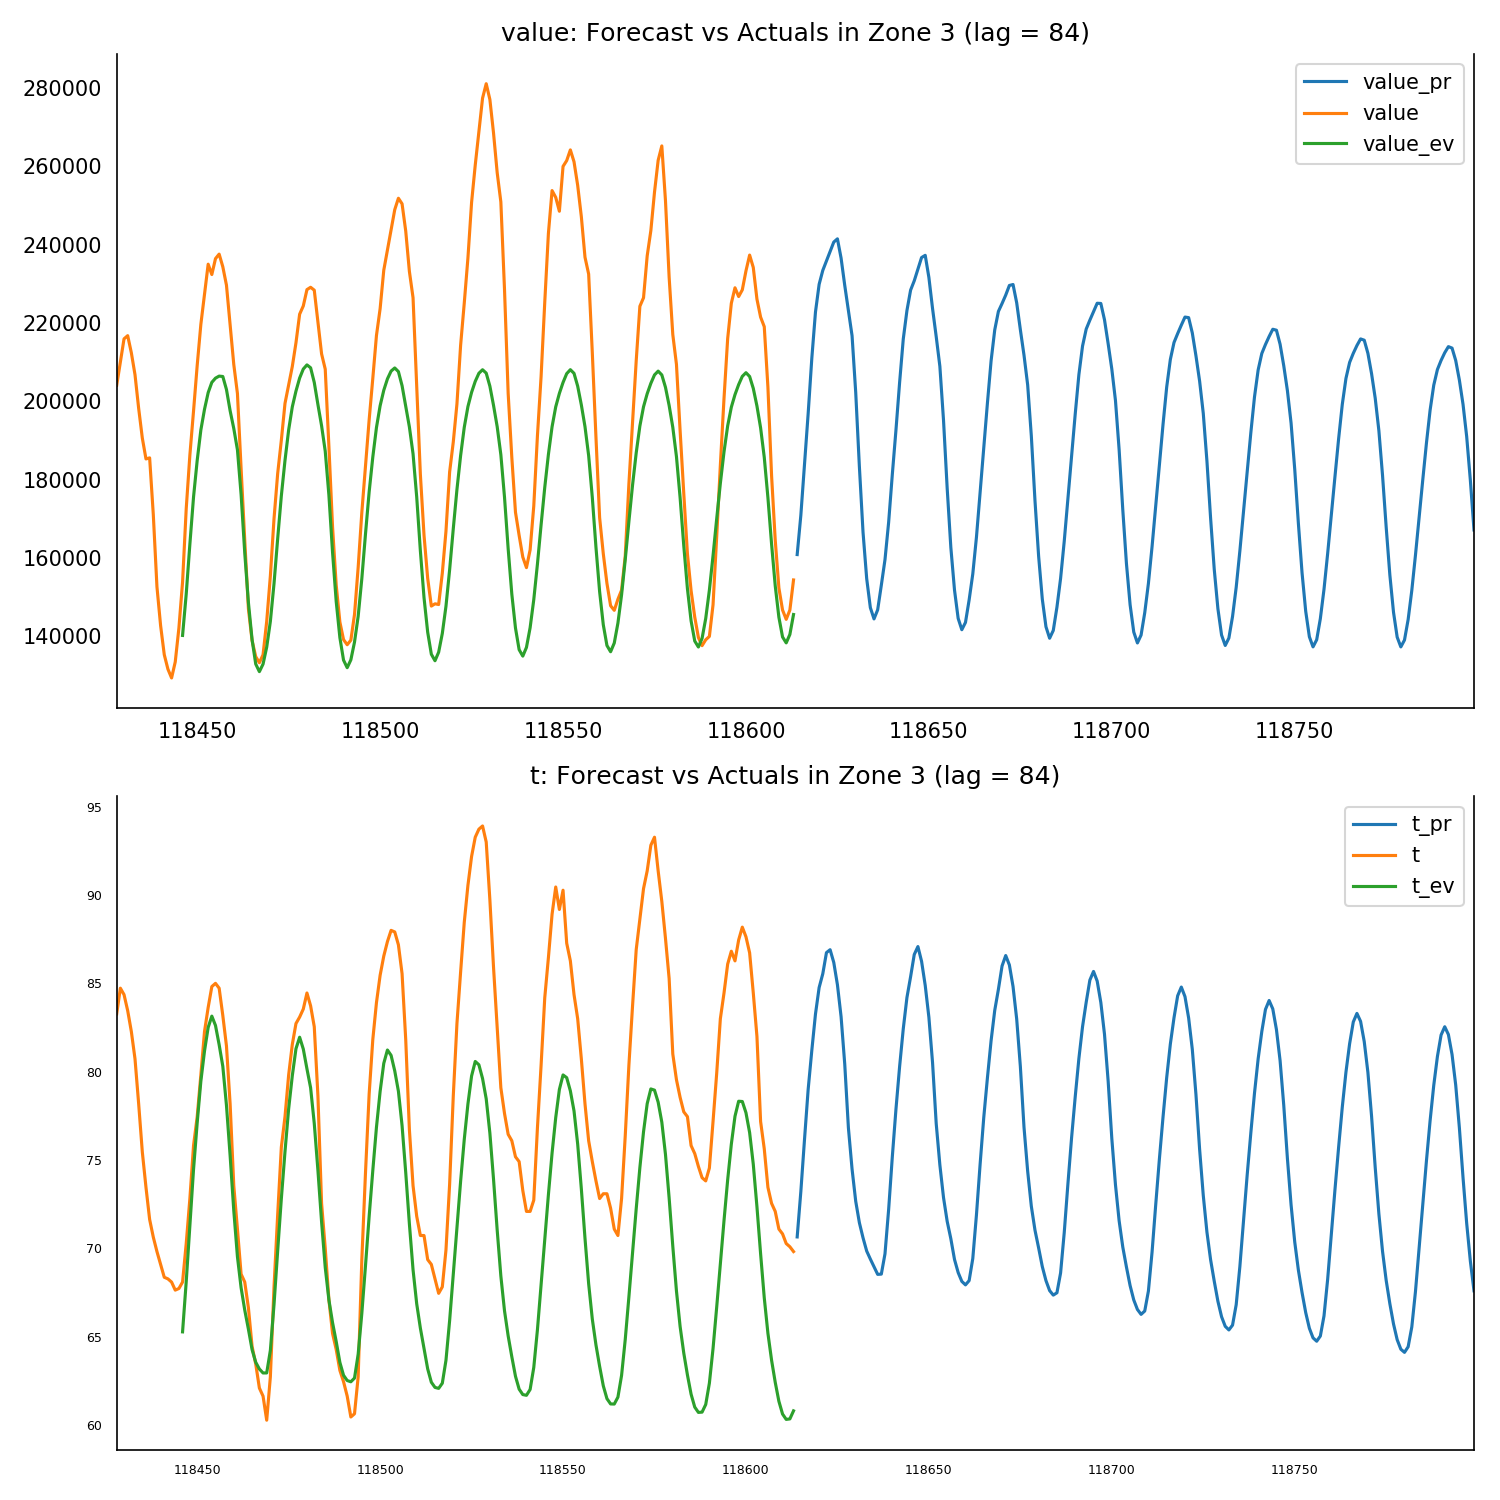 value: Forecast vs Actuals in Zone 3 (lag = 84)
280000
260000
240000
220000
200000
180000
160000
140000
value_pr
value
value_ev
118450 118500 118550 118600 118650 118700 118750
t: Forecast vs Actuals in Zone 3 (lag = 84)
95
90
85
80
75
70
65
60
t_pr
t
t_ev
118450 118500 118550 118600 118650 118700 118750